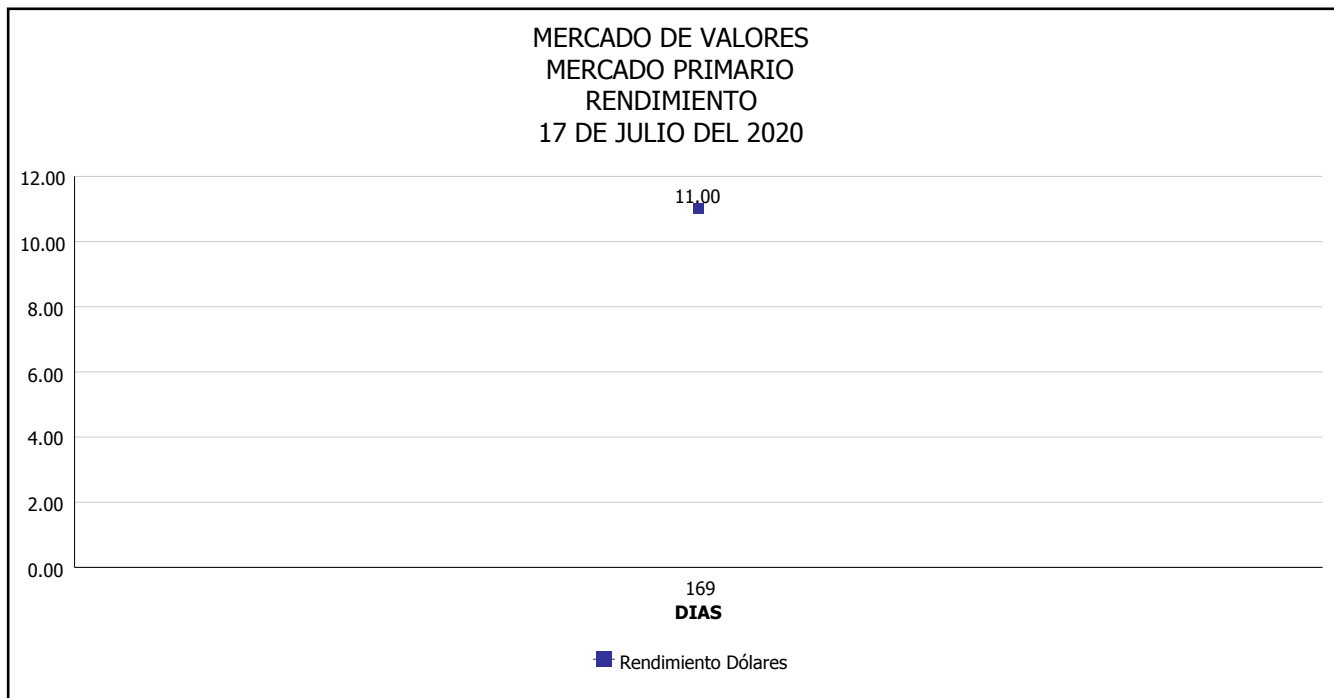 MERCADO DE VALORES
MERCADO PRIMARIO
RENDIMIENTO
17 DE JULIO DEL 2020
12.00
11.00
10.00
8.00
6.00
4.00
2.00
0.00
169
DIAS
Rendimiento Dólares